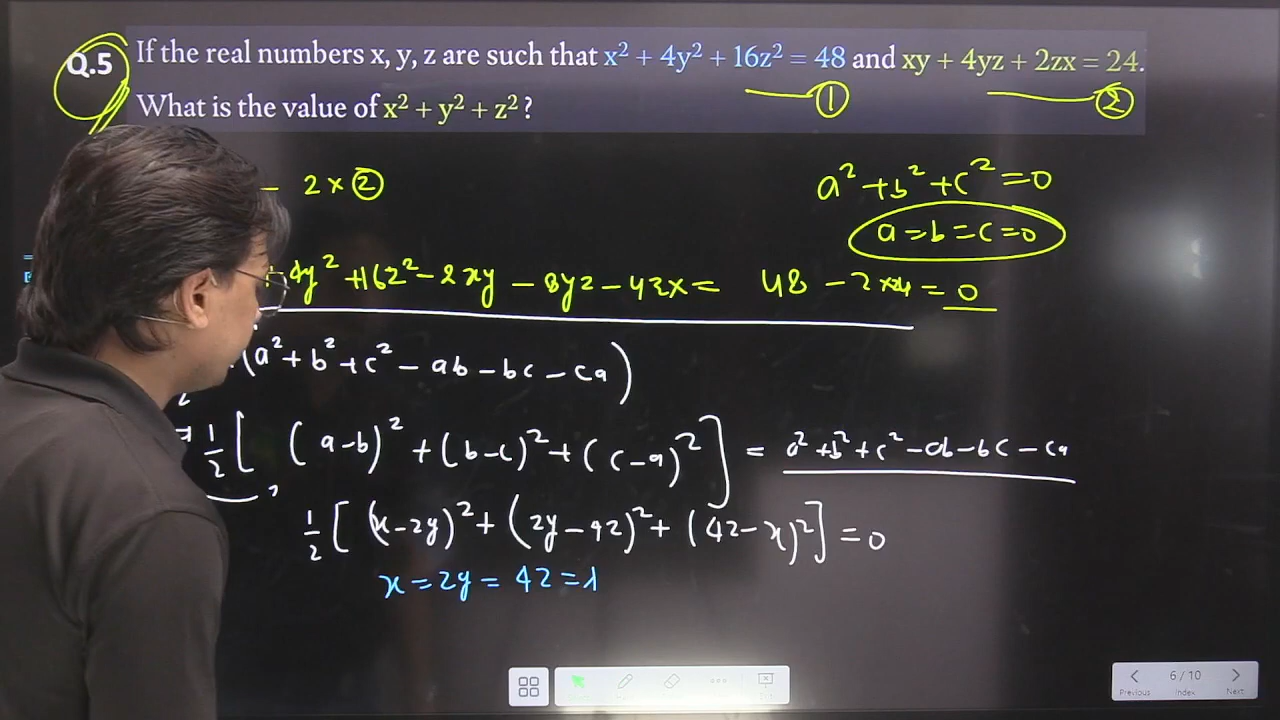 Q.5 If the real numbers x, y, z are such that x² + 4y² + 16z² = 48 and xy + 4yz + 2zx = 24.
① ②
What is the value of x² + y² + z² ?
– 2 × ②
a² + b² + c² = 0
a = b = c = 0
4y² + 16z² – 2xy – 8yz – 4zx = 48 – 2×24 = 0
(a² + b² + c² – ab – bc – ca)
½ [ (a–b)² + (b–c)² + (c–a)² ] = a² + b² + c² – ab – bc – ca
½ [ (x–2y)² + (2y–4z)² + (4z–x)² ] = 0
x = 2y = 4z = λ
6 / 10
Previous Index Next